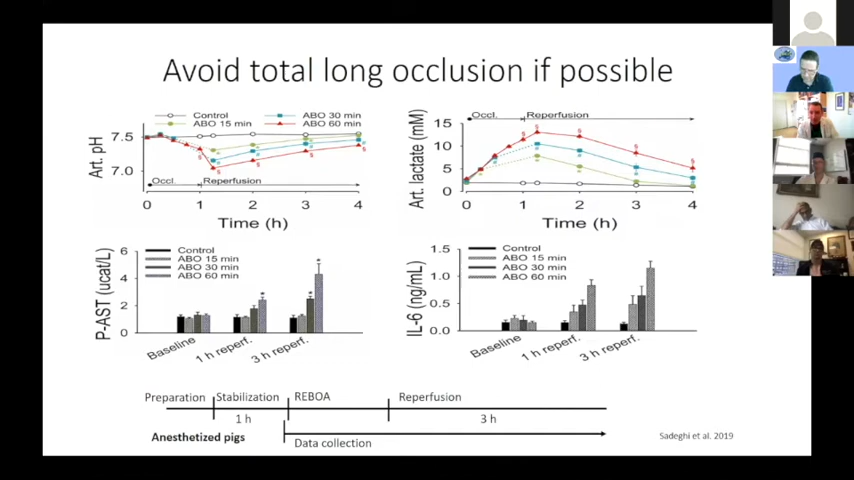 Avoid total long occlusion if possible
Control
ABO 15 min
ABO 30 min
ABO 60 min
Art. pH
7.5
7.0
Occl.
Reperfusion
0 1 2 3 4
Time (h)
Art. lactate (mM)
15
10
5
0
Occl.
Reperfusion
0 1 2 3 4
Time (h)
P-AST (ucat/L)
6
4
2
0
Control
ABO 15 min
ABO 30 min
ABO 60 min
Baseline
1 h reperf.
3 h reperf.
IL-6 (ng/mL)
1.5
1.0
0.5
0.0
Control
ABO 15 min
ABO 30 min
ABO 60 min
Baseline
1 h reperf.
3 h reperf.
Preparation
Stabilization
REBOA
Reperfusion
1 h
3 h
Anesthetized pigs
Data collection
Sadeghi et al. 2019